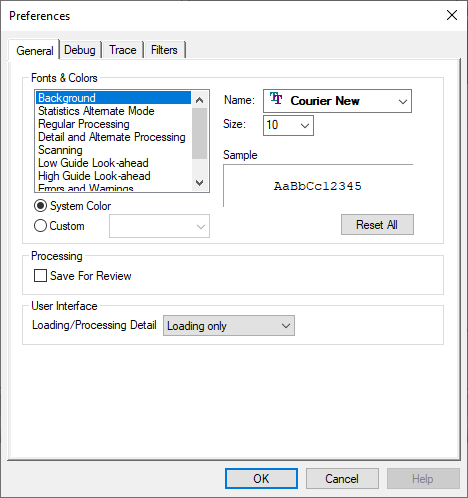 Preferences
General Debug Trace Filters
Fonts & Colors
Background
Statistics Alternate Mode
Regular Processing
Detail and Alternate Processing
Scanning
Low Guide Look-ahead
High Guide Look-ahead
Errors and Warnings
Name: Courier New
Size: 10
Sample
AaBbCc12345
System Color
Custom
Reset All
Processing
Save For Review
User Interface
Loading/Processing Detail Loading only
OK Cancel Help